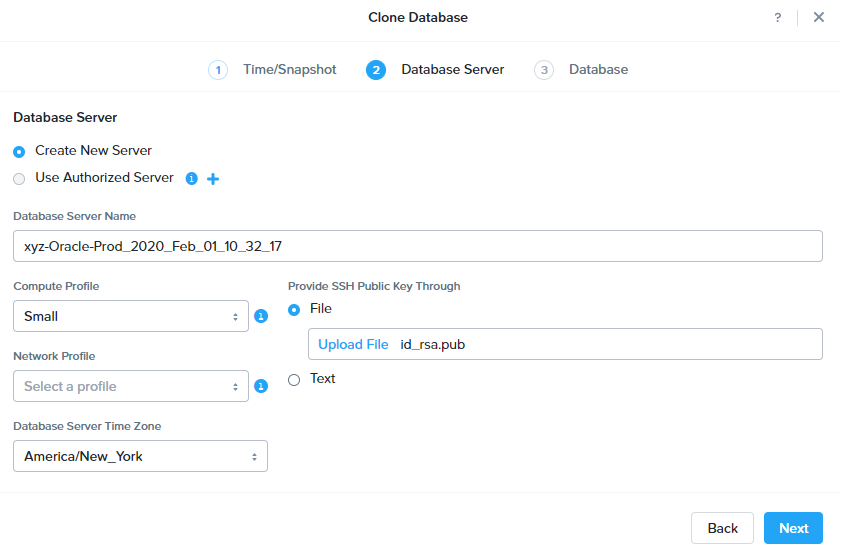 Clone Database
?
1 Time/Snapshot 2 Database Server 3 Database
Database Server
Create New Server
Use Authorized Server
Database Server Name
xyz-Oracle-Prod_2020_Feb_01_10_32_17
Compute Profile
Small
Network Profile
Select a profile
Database Server Time Zone
America/New_York
Provide SSH Public Key Through
File
Upload File id_rsa.pub
Text
Back Next